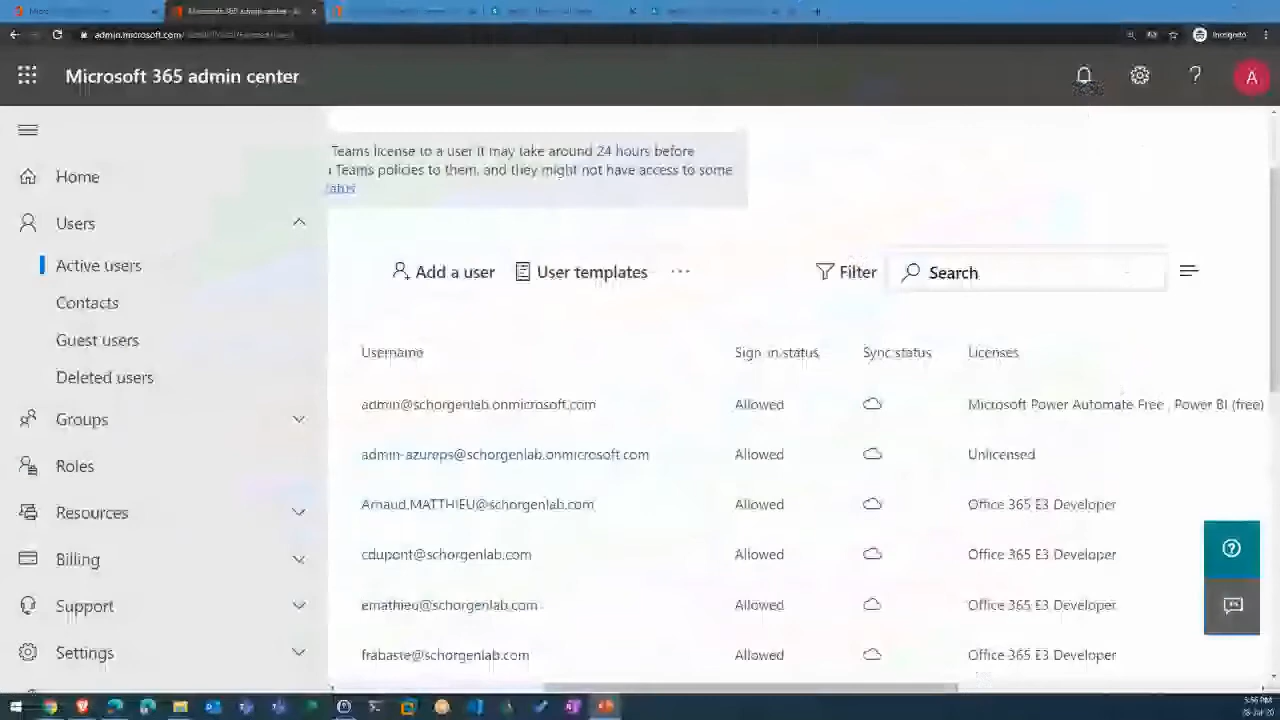 Microsoft 365 admin center
admin.microsoft.com/
Incognito
Microsoft 365 admin center
A
Teams license to a user it may take around 24 hours before
Teams policies to them, and they might not have access to some
Home
Users
Active users
Contacts
Guest users
Deleted users
Groups
Roles
Resources
Billing
Support
Settings
Add a user
User templates
Filter
Search
Username Sign in status Sync status Licenses
admin@schorgenlab.onmicrosoft.com Allowed Microsoft Power Automate Free , Power BI (free)
admin-azureps@schorgenlab.onmicrosoft.com Allowed Unlicensed
Arnaud.MATTHIEU@schorgenlab.com Allowed Office 365 E3 Developer
cdupont@schorgenlab.com Allowed Office 365 E3 Developer
emathieu@schorgenlab.com Allowed Office 365 E3 Developer
frabaste@schorgenlab.com Allowed Office 365 E3 Developer